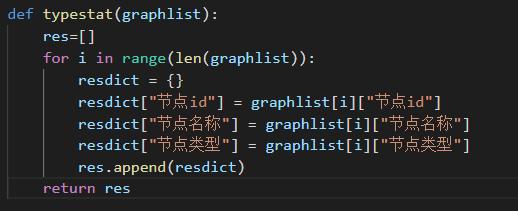 def typestat(graphlist):
    res=[]
    for i in range(len(graphlist)):
        resdict = {}
        resdict["节点id"] = graphlist[i]["节点id"]
        resdict["节点名称"] = graphlist[i]["节点名称"]
        resdict["节点类型"] = graphlist[i]["节点类型"]
        res.append(resdict)
    return res